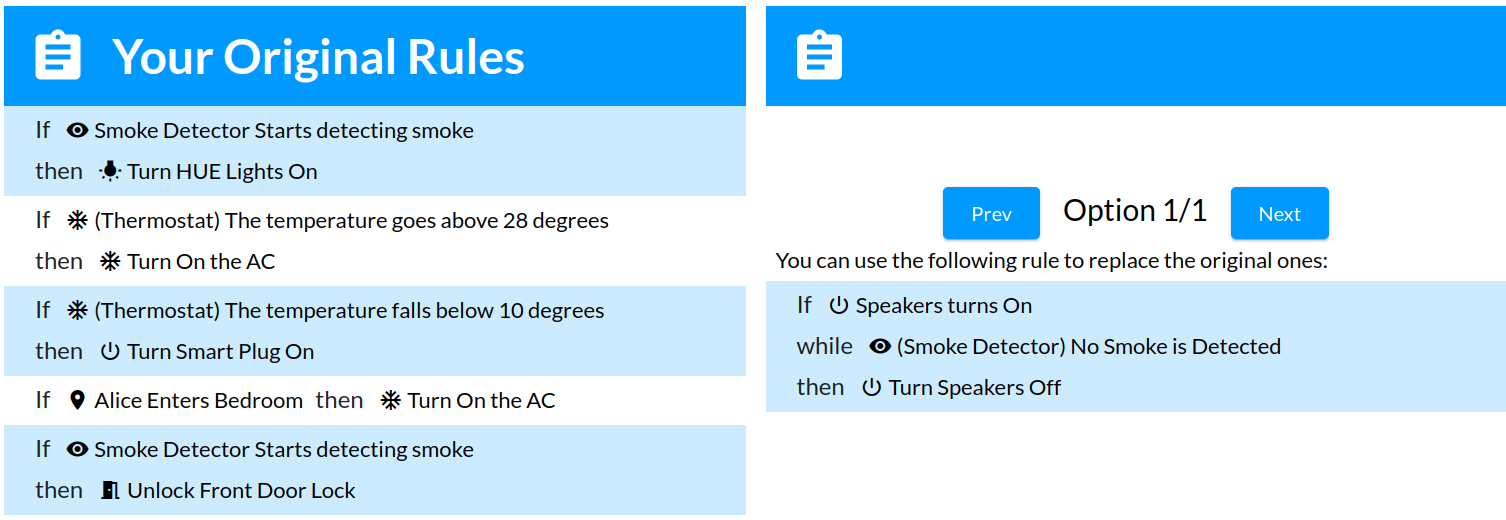 Your Original Rules
If Smoke Detector Starts detecting smoke
then Turn HUE Lights On
If (Thermostat) The temperature goes above 28 degrees
then Turn On the AC
If (Thermostat) The temperature falls below 10 degrees
then Turn Smart Plug On
If Alice Enters Bedroom then Turn On the AC
If Smoke Detector Starts detecting smoke
then Unlock Front Door Lock
Prev Option 1/1 Next
You can use the following rule to replace the original ones:
If Speakers turns On
while (Smoke Detector) No Smoke is Detected
then Turn Speakers Off